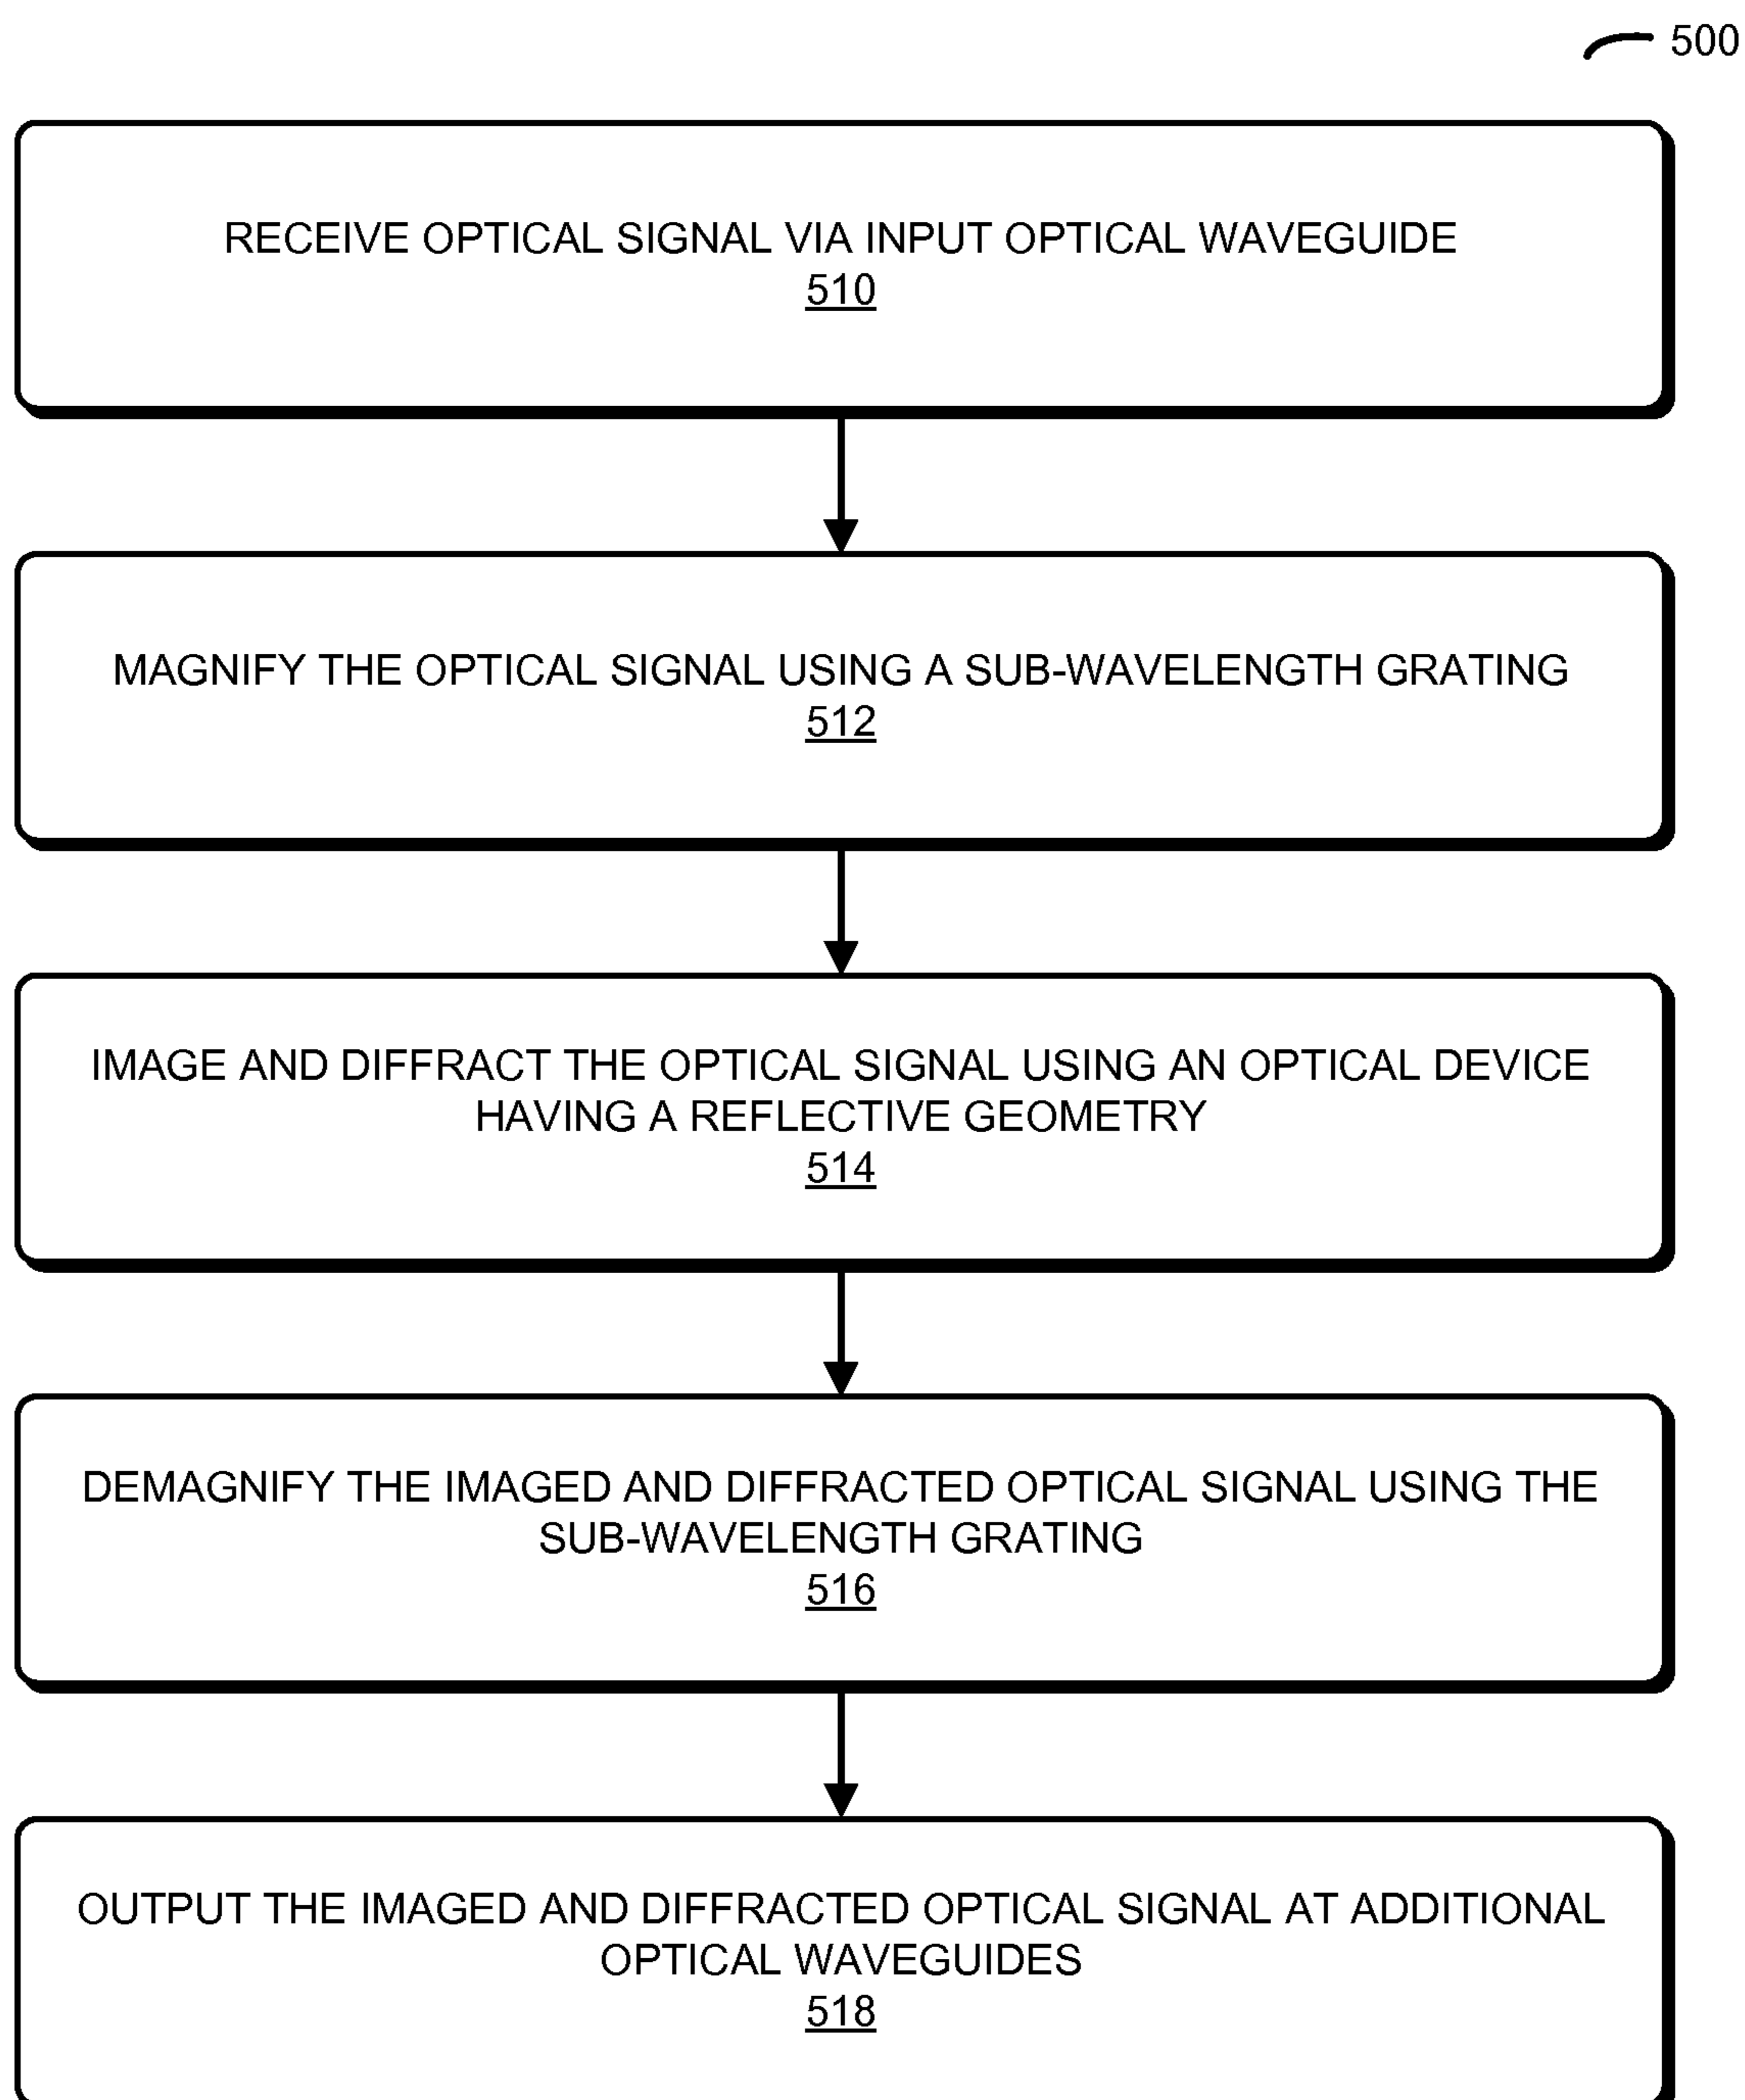 500
RECEIVE OPTICAL SIGNAL VIA INPUT OPTICAL WAVEGUIDE
510
MAGNIFY THE OPTICAL SIGNAL USING A SUB-WAVELENGTH GRATING
512
IMAGE AND DIFFRACT THE OPTICAL SIGNAL USING AN OPTICAL DEVICE
HAVING A REFLECTIVE GEOMETRY
514
DEMAGNIFY THE IMAGED AND DIFFRACTED OPTICAL SIGNAL USING THE
SUB-WAVELENGTH GRATING
516
OUTPUT THE IMAGED AND DIFFRACTED OPTICAL SIGNAL AT ADDITIONAL
OPTICAL WAVEGUIDES
518